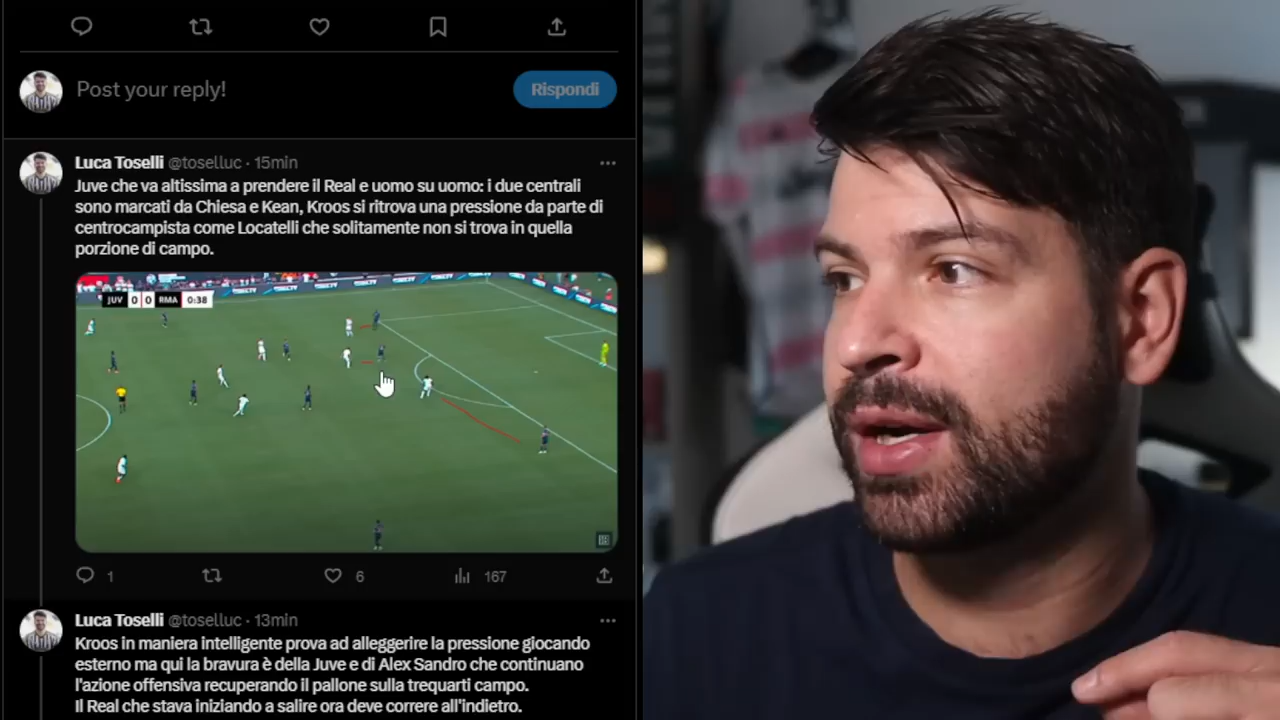 Post your reply!
Rispondi
Luca Toselli @toselluc · 15min
Juve che va altissima a prendere il Real e uomo su uomo: i due centrali
sono marcati da Chiesa e Kean, Kroos si ritrova una pressione da parte di
centrocampista come Locatelli che solitamente non si trova in quella
porzione di campo.
JUV 0 0 RMA 0:38
1 6 167
Luca Toselli @toselluc · 13min
Kroos in maniera intelligente prova ad alleggerire la pressione giocando
esterno ma qui la bravura è della Juve e di Alex Sandro che continuano
l'azione offensiva recuperando il pallone sulla trequarti campo.
Il Real che stava iniziando a salire ora deve correre all'indietro.